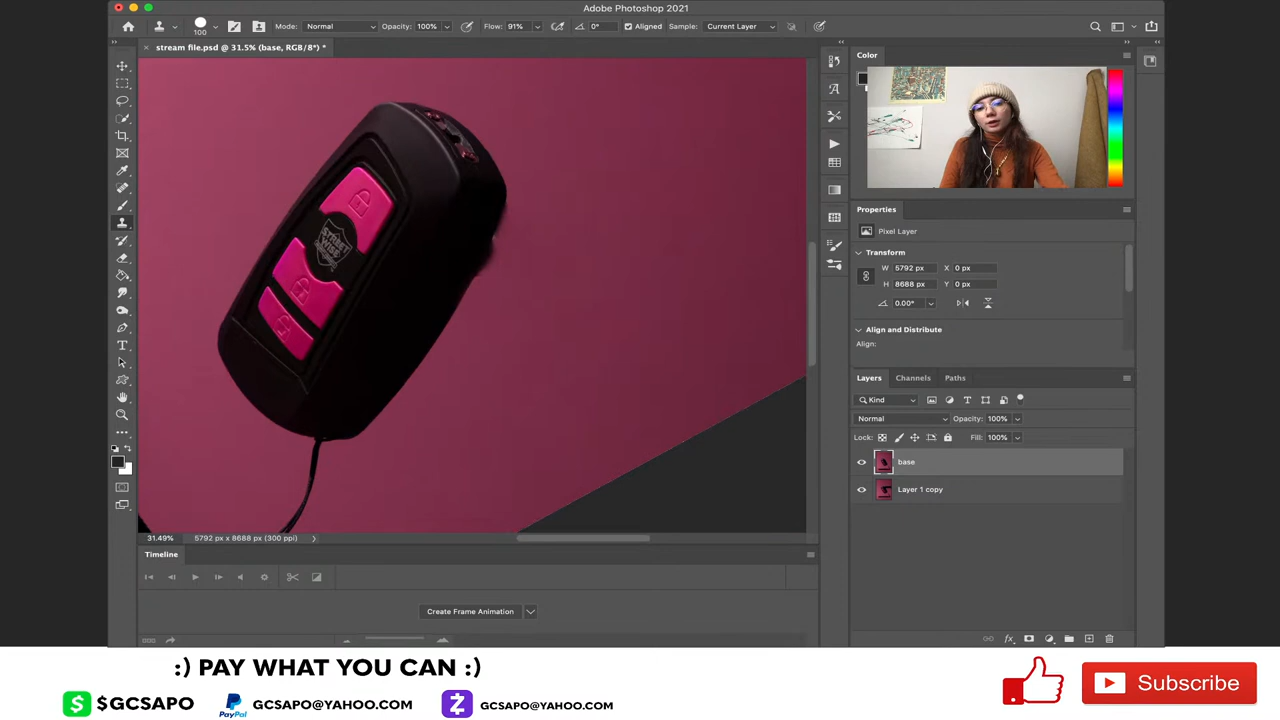 Adobe Photoshop 2021
100
Mode: Normal
Opacity: 100%
Flow: 91%
0°
Aligned
Sample: Current Layer
stream file.psd @ 31.5% (base, RGB/8*) *
Color
STREET
WISE
Properties
Pixel Layer
Transform
W 5792 px X 0 px
H 8688 px Y 0 px
0.00°
Align and Distribute
Align:
Layers Channels Paths
Kind
Normal Opacity: 100%
Lock: Fill: 100%
base
Layer 1 copy
31.49% 5792 px x 8688 px (300 ppi)
Timeline
Create Frame Animation
:) PAY WHAT YOU CAN :)
$GCSAPO
PayPal
GCSAPO@YAHOO.COM
GCSAPO@YAHOO.COM
Subscribe